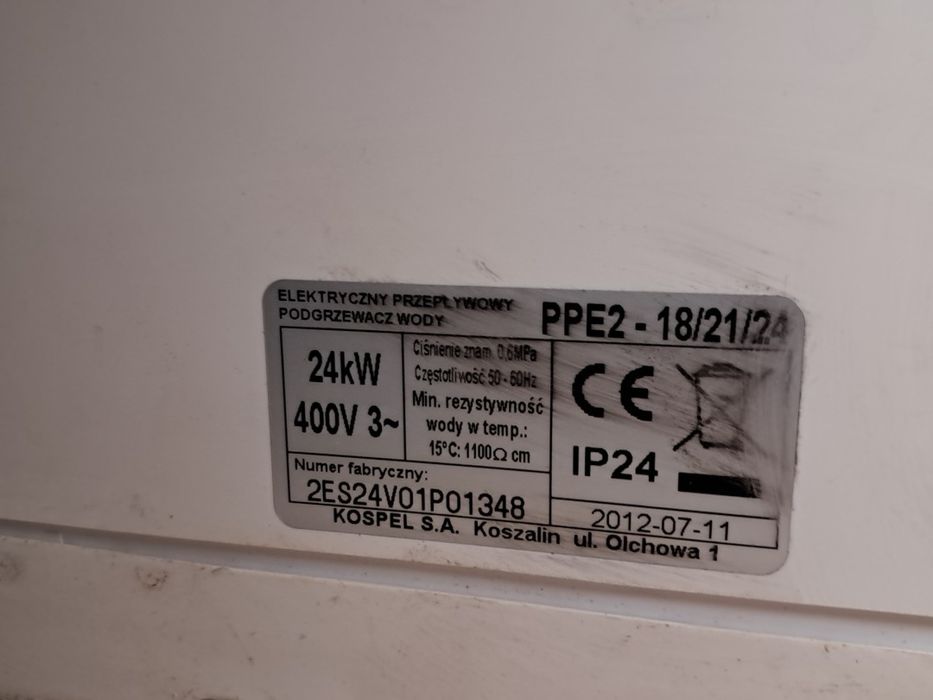 ELEKTRYCZNY PRZEPŁYWOWY
PODGRZEWACZ WODY
PPE2 - 18/21/24
24kW
400V 3~
Ciśnienie znam. 0,6MPa
Częstotliwość 50 - 60Hz
Min. rezystywność
wody w temp.:
15°C: 1100Ω cm
CE
IP24
Numer fabryczny:
2ES24V01P01348
2012-07-11
KOSPEL S.A. Koszalin ul. Olchowa 1